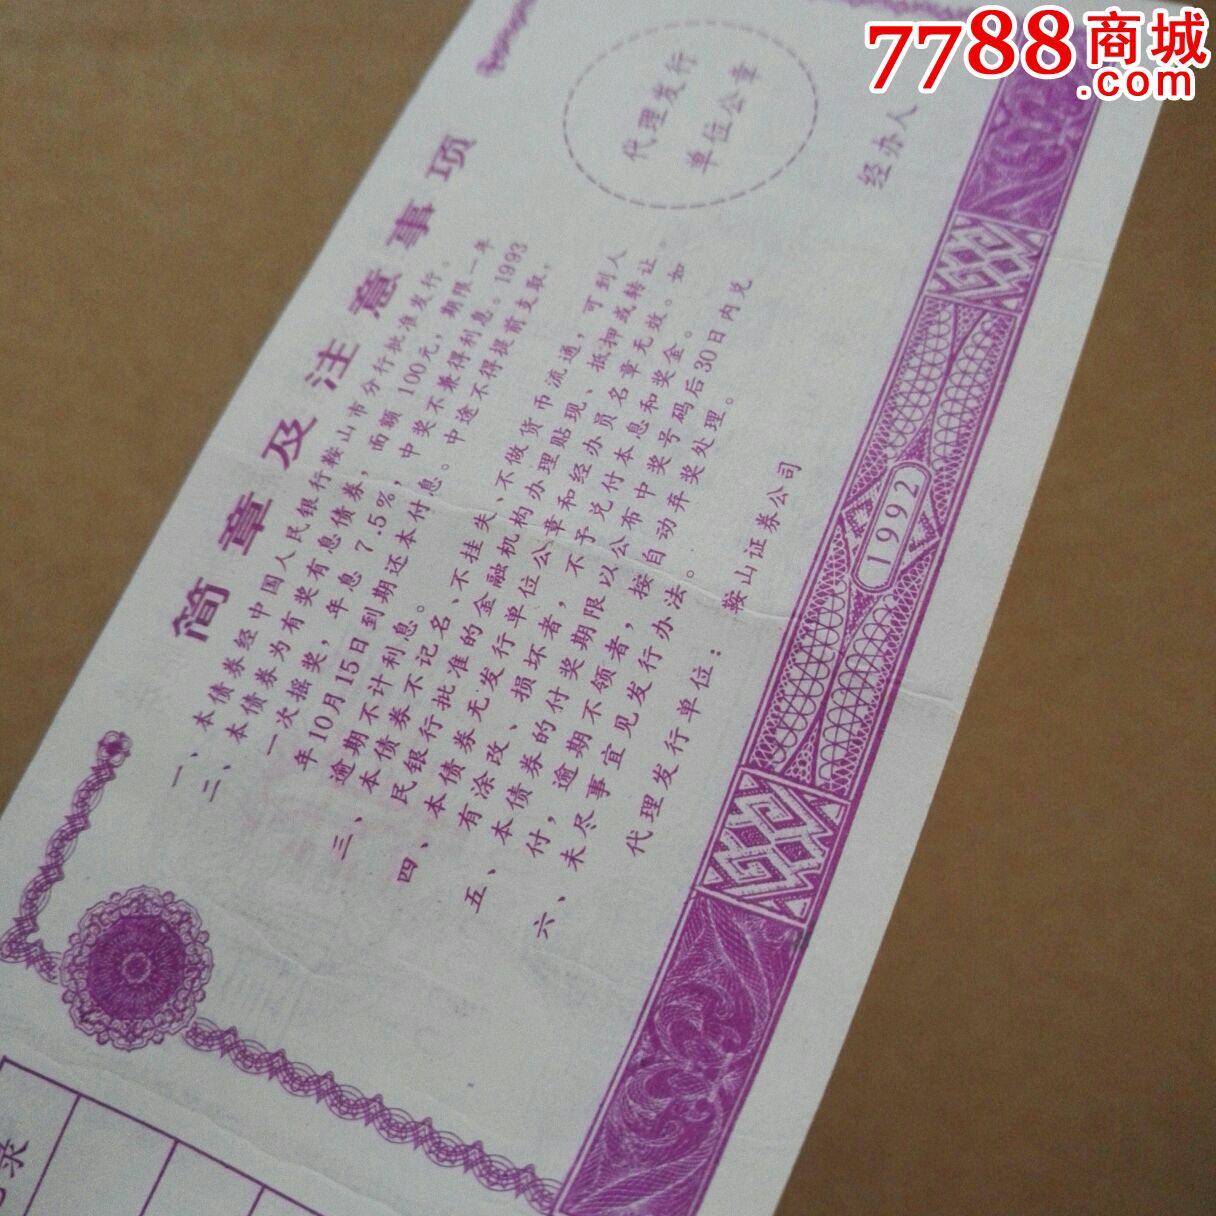 7788商城
.com
简章及注意事项
一、本债券经中国人民银行鞍山市分行批准发行。
二、本债券为有奖有息债券，面额100元，期限一年
一次摇奖，年息7.5%，中奖不兼得利息。1993
年10月15日到期还本付息。中途不得提前支取，
逾期不计利息。
三、本债券不记名、不挂失、不做货币流通，可到人
民银行批准的金融机构办理贴现、抵押或转让。
四、本债券无发行单位公章和经办员名章无效。如
有涂改、损坏者，不予兑付本息和奖金。
五、本债券的付奖期限以公布中奖号码后30日内兑
付，逾期不领者，按自动弃奖处理。
六、未尽事宜见发行办法。
代理发行单位：鞍山证券公司
代理发行
单位公章
经办人
1992
录